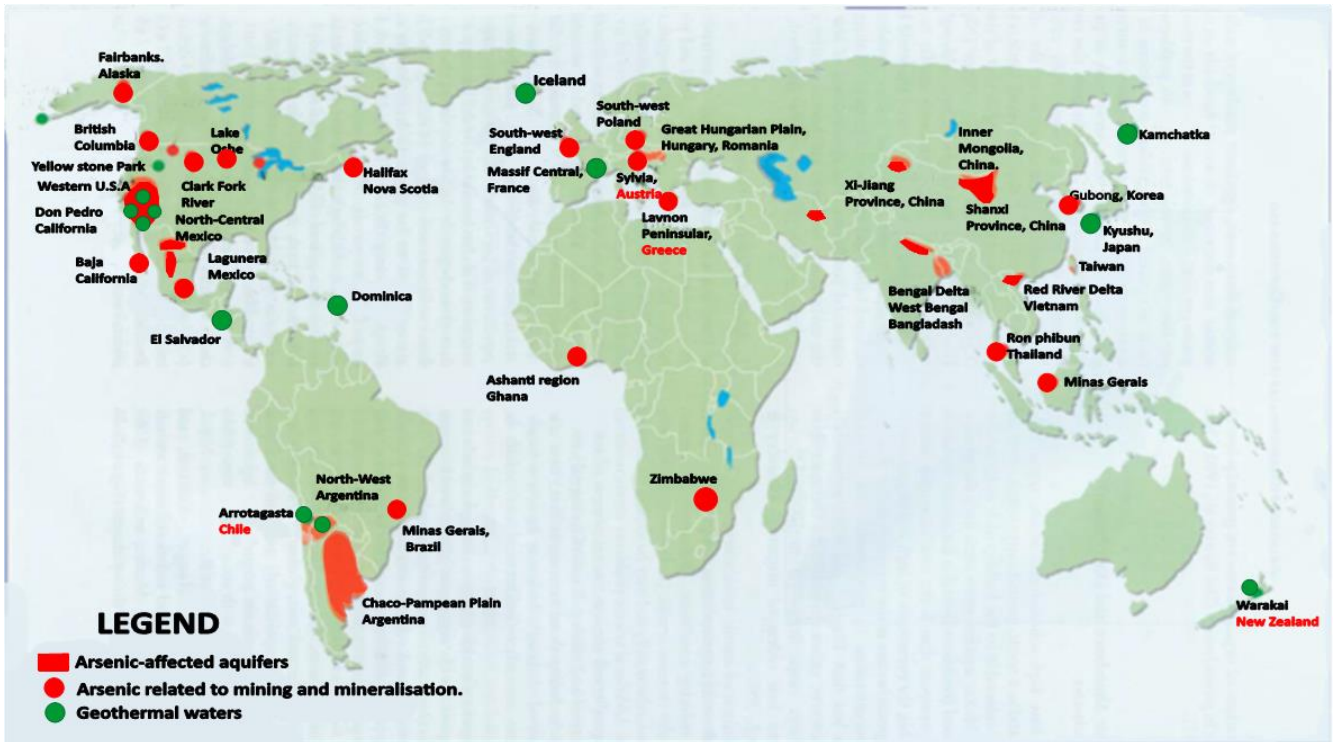 Fairbanks.
Alaska
British
Columbia
Lake
Oshe
Yellow stone Park
Western U.S.A
Clark Fork
River
Don Pedro
California
North-Central
Mexico
Baja
California
Lagunera
Mexico
Halifax
Nova Scotia
El Salvador
Dominica
Iceland
South-west
England
South-west
Poland
Great Hungarian Plain,
Hungary, Romania
Massif Central,
France
Sylvia,
Austria
Lavnon
Peninsular,
Greece
Inner
Mongolia,
China.
Xi-Jiang
Province, China
Shanxi
Province, China
Gubong, Korea
Kamchatka
Kyushu,
Japan
Taiwan
Bengal Delta
West Bengal
Bangladash
Red River Delta
Vietnam
Ron phibun
Thailand
Minas Gerais
Ashanti region
Ghana
Zimbabwe
North-West
Argentina
Arrotagasta
Chile
Minas Gerais,
Brazil
Chaco-Pampean Plain
Argentina
Warakai
New Zealand
LEGEND
Arsenic-affected aquifers
Arsenic related to mining and mineralisation.
Geothermal waters